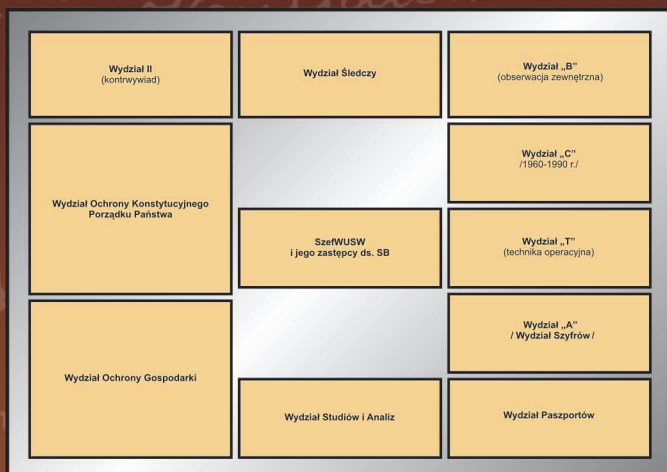 Wydział II
(kontrwywiad)
Wydział Śledczy
Wydział „B”
(obserwacja zewnętrzna)
Wydział „C”
/1960-1990 r./
Wydział Ochrony Konstytucyjnego
Porządku Państwa
SzefWUSW
i jego zastępcy ds. SB
Wydział „T”
(technika operacyjna)
Wydział „A”
/ Wydział Szyfrów /
Wydział Ochrony Gospodarki
Wydział Studiów i Analiz
Wydział Paszportów